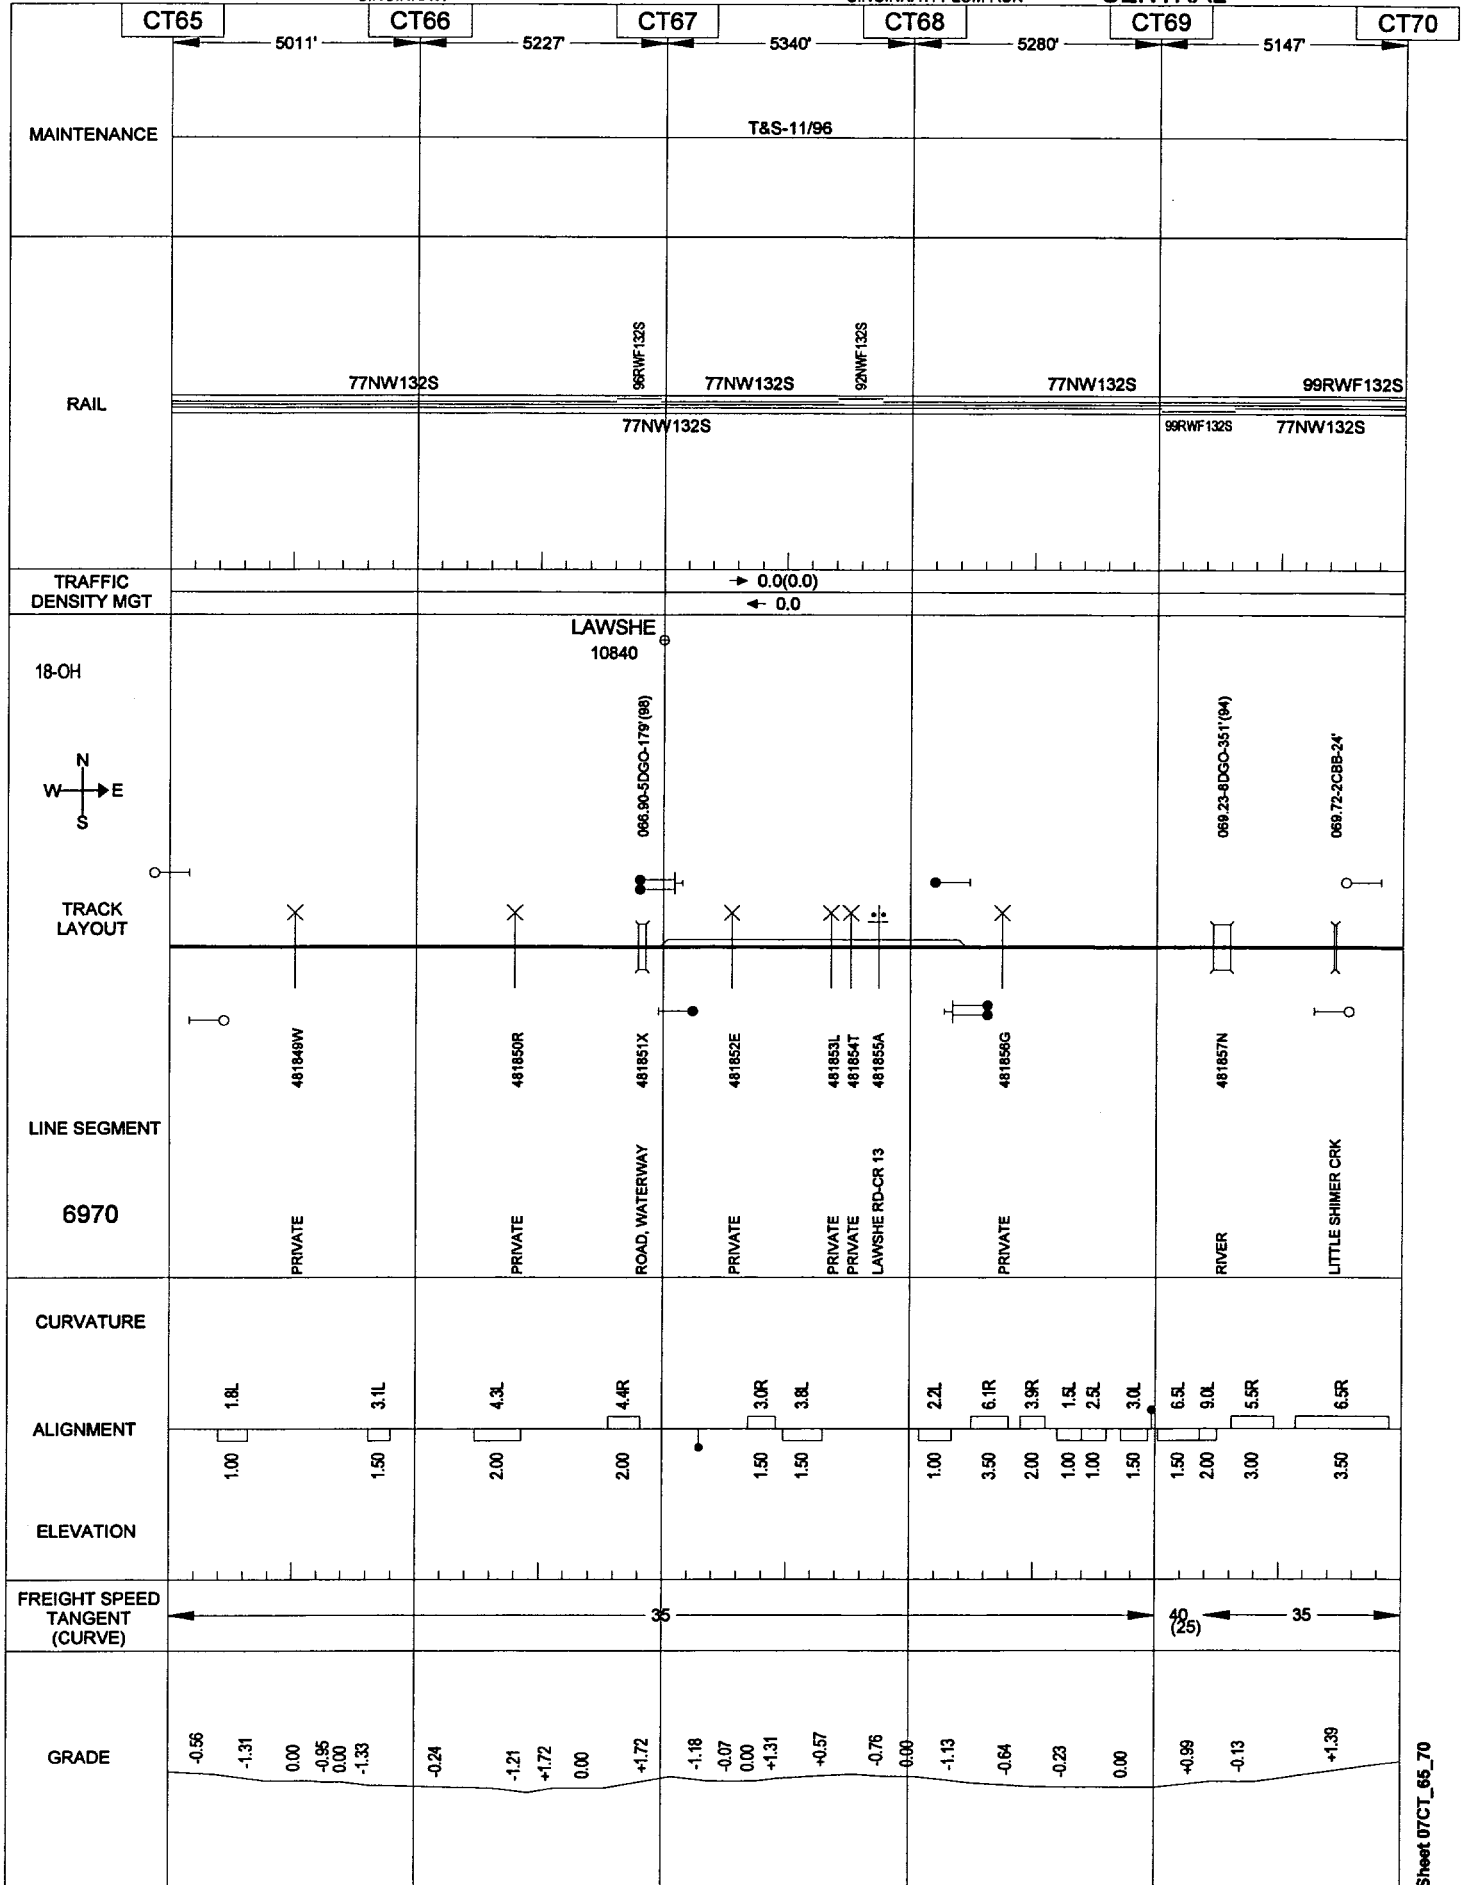 CENTRAL
CT65 CT66 CT67 CT68 CT69 CT70
5011' 5227' 5340' 5280' 5147'
MAINTENANCE
T&S-11/96
96RWF132S 92NWF132S
77NW132S 77NW132S 77NW132S 99RWF132S
RAIL
77NW132S 99RWF132S 77NW132S
TRAFFIC
DENSITY MGT
0.0(0.0)
0.0
LAWSHE
10840
18-OH
066.90-5DGO-179'(98) 069.23-8DGO-351'(94) 069.72-2CBB-24'
N
W E
S
TRACK
LAYOUT
481849W 481850R 481851X 481852E 481853L 481854T 481855A 481856G 481857N
LINE SEGMENT
6970
PRIVATE PRIVATE ROAD, WATERWAY PRIVATE PRIVATE PRIVATE LAWSHE RD-CR 13 PRIVATE RIVER LITTLE SHIMER CRK
CURVATURE
1.8L 3.1L 4.3L 4.4R 3.0R 3.8L 2.2L 6.1R 3.9R 1.5L 2.5L 3.0L 6.5L 9.0L 5.5R 6.5R
ALIGNMENT
1.00 1.50 2.00 2.00 1.50 1.50 1.00 3.50 2.00 1.00 1.00 1.50 1.50 2.00 3.00 3.50
ELEVATION
FREIGHT SPEED
TANGENT
(CURVE)
35 40 35
(25)
GRADE
-0.56 -1.31 0.00 -0.95 0.00 -1.33 -0.24 -1.21 +1.72 0.00 +1.72 -1.18 -0.07 0.00 +1.31 +0.57 -0.76 0.00 -1.13 -0.64 -0.23 0.00 +0.99 -0.13 +1.39
Sheet 07CT_65_70